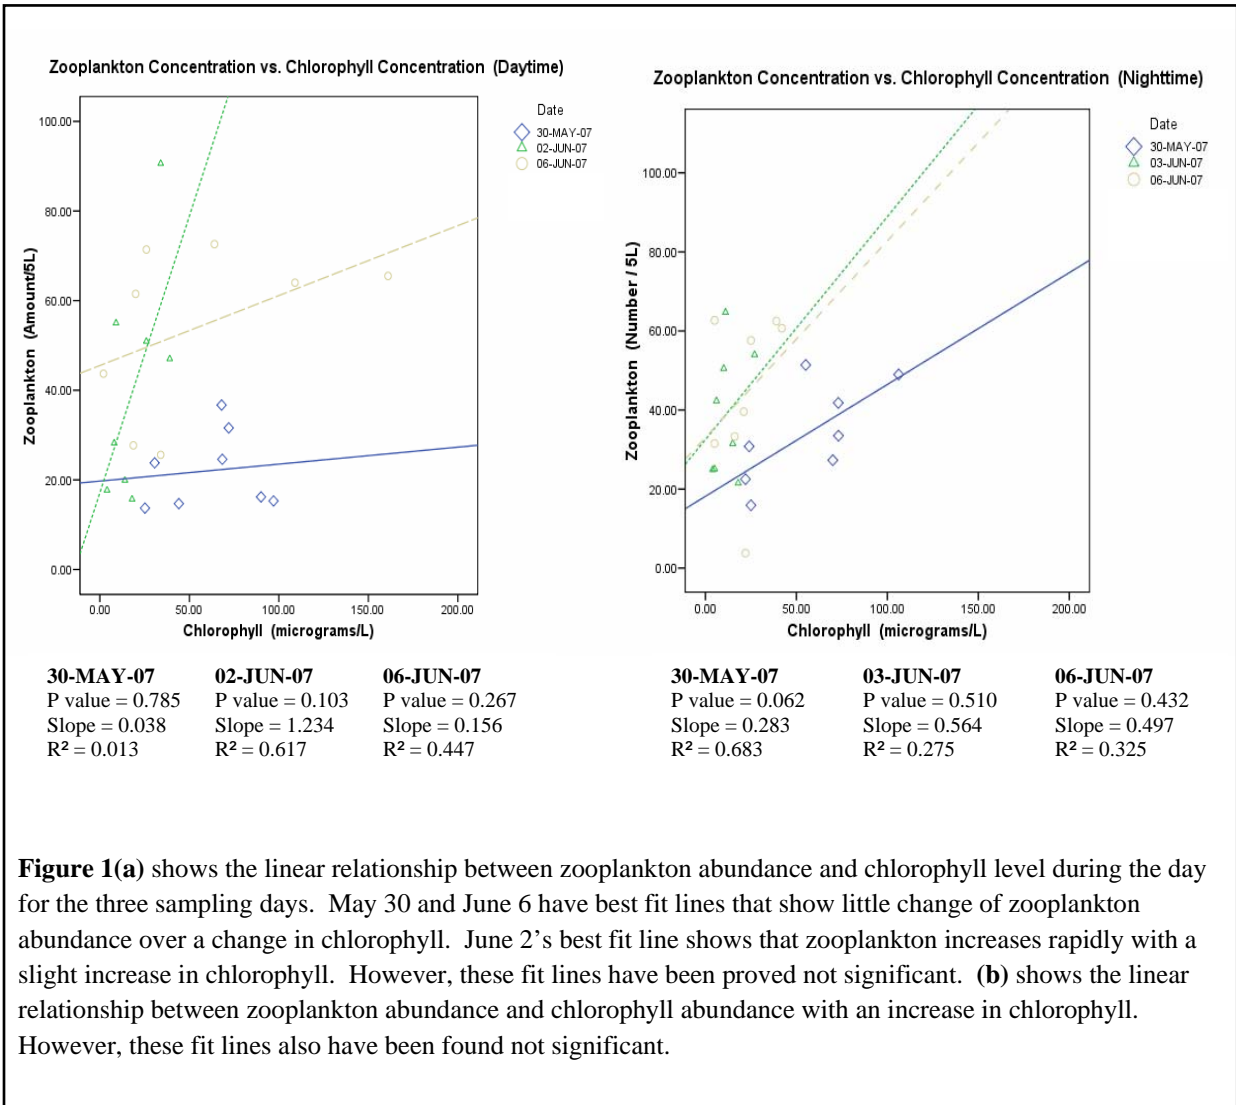 Zooplankton Concentration vs. Chlorophyll Concentration (Daytime)
Date
30-MAY-07
02-JUN-07
06-JUN-07
100.00
80.00
60.00
40.00
20.00
0.00
Zooplankton (Amount/5L)
0.00 50.00 100.00 150.00 200.00
Chlorophyll (micrograms/L)
Zooplankton Concentration vs. Chlorophyll Concentration (Nighttime)
Date
30-MAY-07
03-JUN-07
06-JUN-07
100.00
80.00
60.00
40.00
20.00
0.00
Zooplankton (Number / 5L)
0.00 50.00 100.00 150.00 200.00
Chlorophyll (micrograms/L)
30-MAY-07 02-JUN-07 06-JUN-07
P value = 0.785 P value = 0.103 P value = 0.267
Slope = 0.038 Slope = 1.234 Slope = 0.156
R² = 0.013 R² = 0.617 R² = 0.447
30-MAY-07 03-JUN-07 06-JUN-07
P value = 0.062 P value = 0.510 P value = 0.432
Slope = 0.283 Slope = 0.564 Slope = 0.497
R² = 0.683 R² = 0.275 R² = 0.325
Figure 1(a) shows the linear relationship between zooplankton abundance and chlorophyll level during the day
for the three sampling days. May 30 and June 6 have best fit lines that show little change of zooplankton
abundance over a change in chlorophyll. June 2's best fit line shows that zooplankton increases rapidly with a
slight increase in chlorophyll. However, these fit lines have been proved not significant. (b) shows the linear
relationship between zooplankton abundance and chlorophyll abundance with an increase in chlorophyll.
However, these fit lines also have been found not significant.